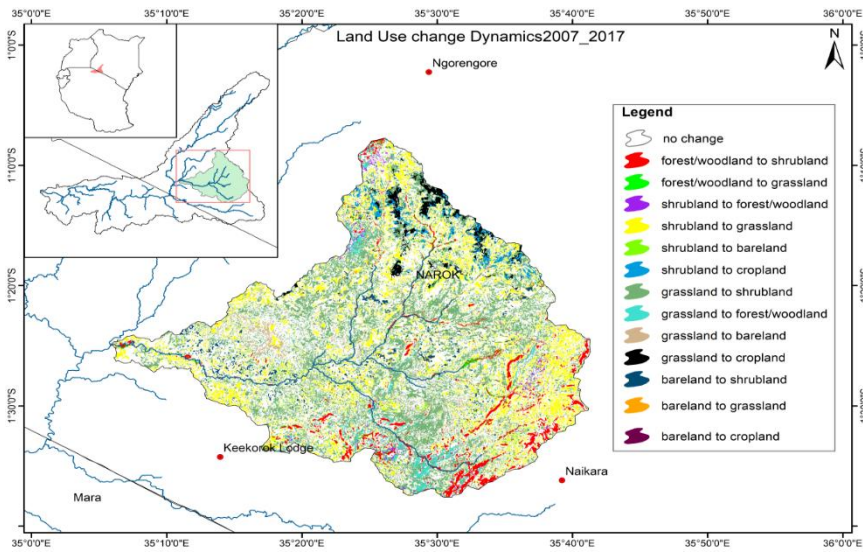 Land Use change Dynamics2007_2017
N
Ngorengore
NAROK
Keekorok Lodge
Naikara
Mara
Legend
no change
forest/woodland to shrubland
forest/woodland to grassland
shrubland to forest/woodland
shrubland to grassland
shrubland to bareland
shrubland to cropland
grassland to shrubland
grassland to forest/woodland
grassland to bareland
grassland to cropland
bareland to shrubland
bareland to grassland
bareland to cropland
35°0'0"E 35°10'0"E 35°20'0"E 35°30'0"E 35°40'0"E 35°50'0"E 36°0'0"E
1°0'0"S
1°10'0"S
1°20'0"S
1°30'0"S
35°0'0"E 35°10'0"E 35°20'0"E 35°30'0"E 35°40'0"E 35°50'0"E 36°0'0"E